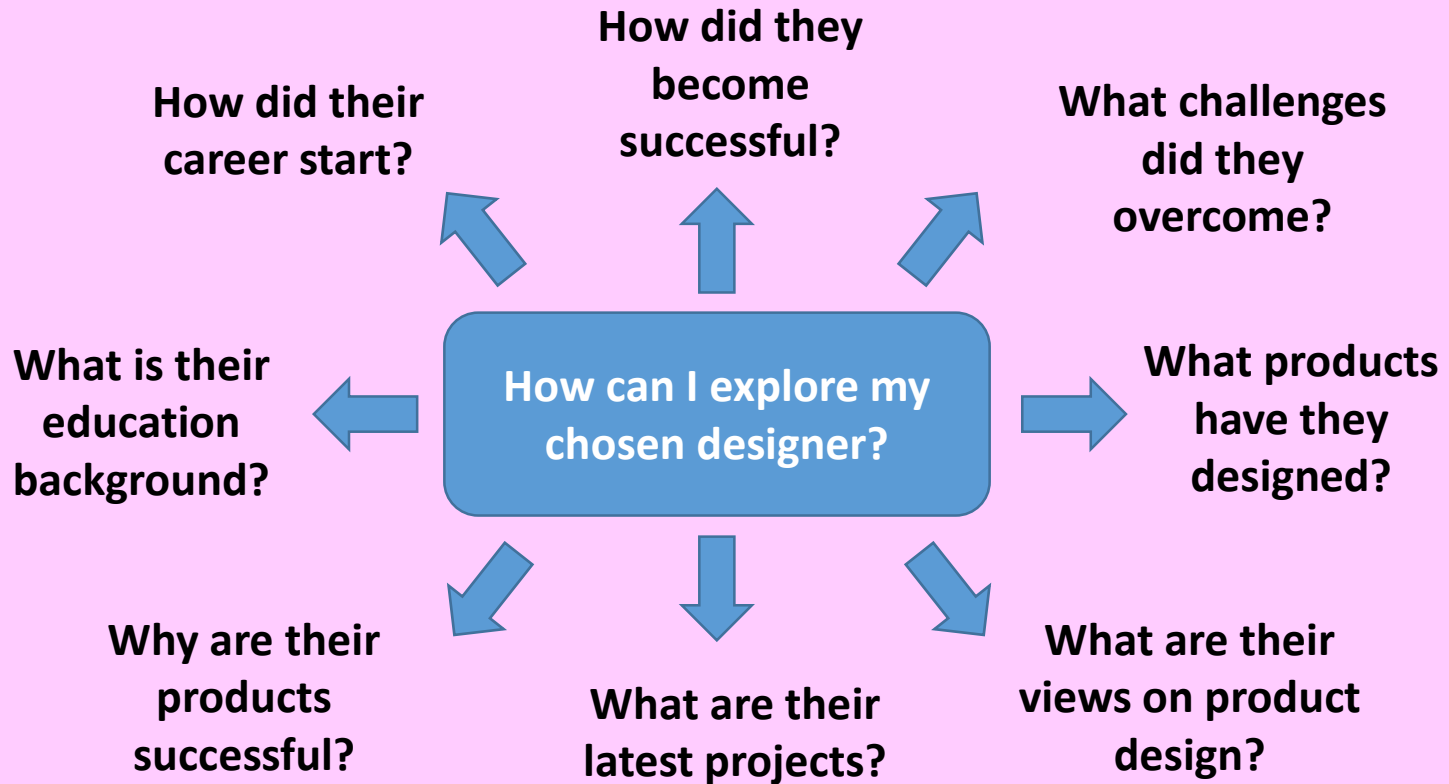 How did they
become
successful?
How did their
career start?
What challenges
did they
overcome?
What is their
education
background?
How can I explore my
chosen designer?
What products
have they
designed?
Why are their
products
successful?
What are their
latest projects?
What are their
views on product
design?